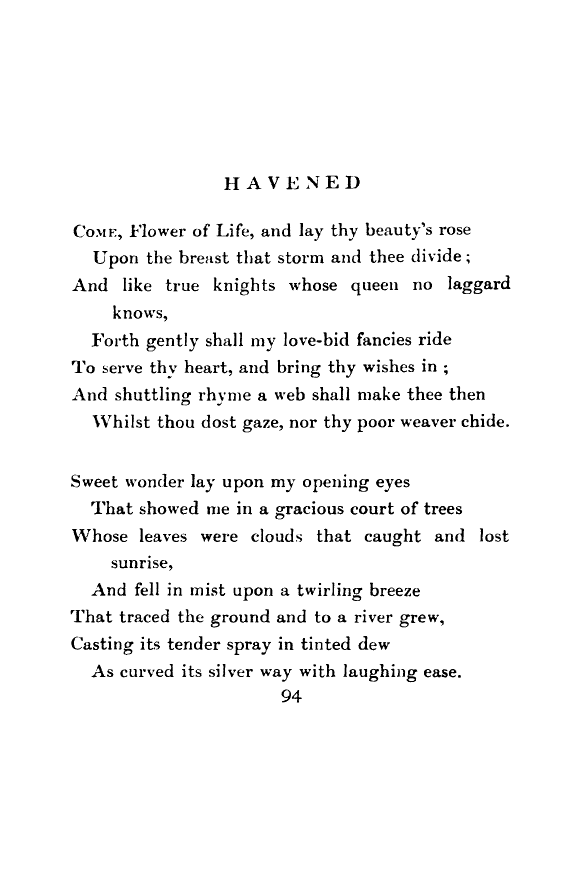 HAVENED
COME, Flower of Life, and lay thy beauty's rose
Upon the breast that storm and thee divide;
And like true knights whose queen no laggard
knows,
Forth gently shall my love-bid fancies ride
To serve thy heart, and bring thy wishes in;
And shuttling rhyme a web shall make thee then
Whilst thou dost gaze, nor thy poor weaver chide.
Sweet wonder lay upon my opening eyes
That showed me in a gracious court of trees
Whose leaves were clouds that caught and lost
sunrise,
And fell in mist upon a twirling breeze
That traced the ground and to a river grew,
Casting its tender spray in tinted dew
As curved its silver way with laughing ease.
94